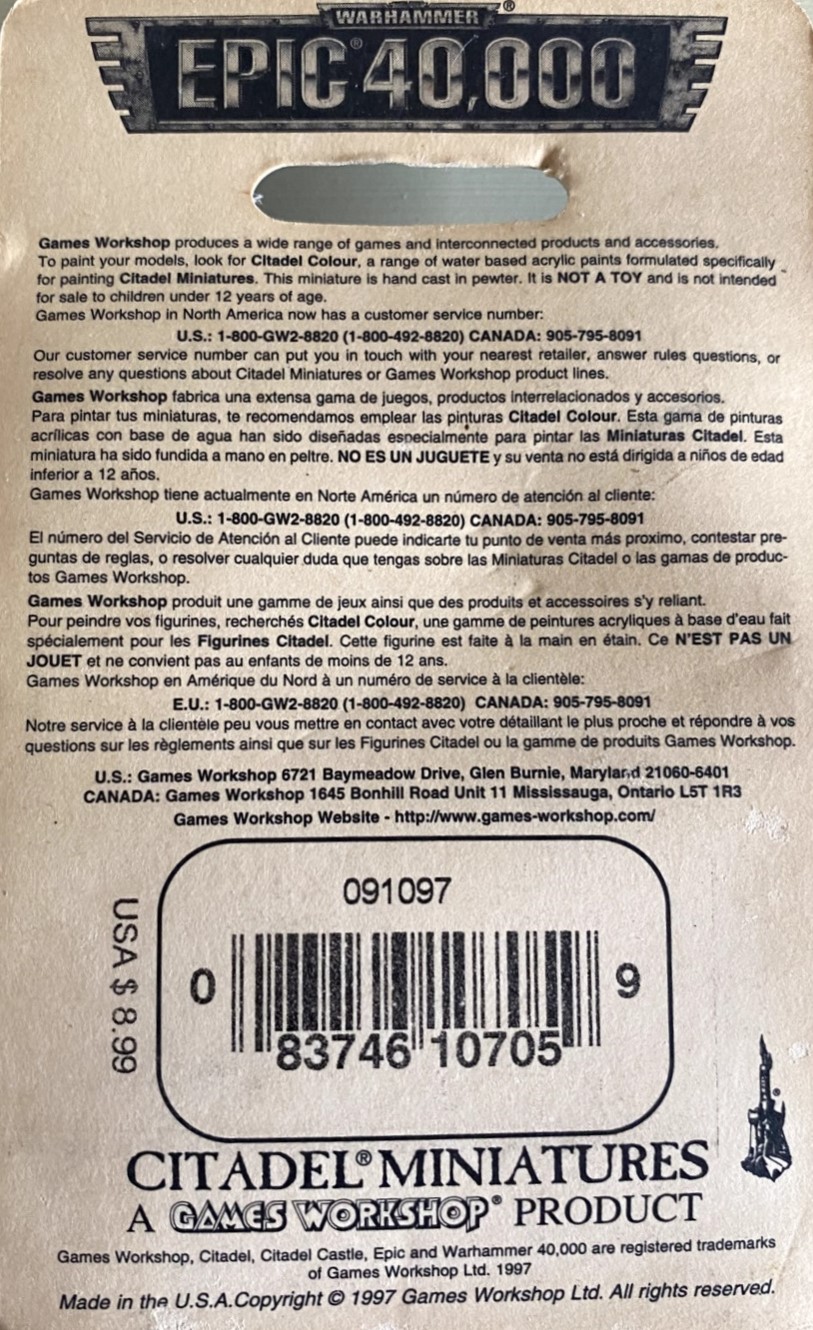 WARHAMMER®
EPIC® 40,000
Games Workshop produces a wide range of games and interconnected products and accessories.
To paint your models, look for Citadel Colour, a range of water based acrylic paints formulated specifically
for painting Citadel Miniatures. This miniature is hand cast in pewter. It is NOT A TOY and is not intended
for sale to children under 12 years of age.
Games Workshop in North America now has a customer service number:
U.S.: 1-800-GW2-8820 (1-800-492-8820) CANADA: 905-795-8091
Our customer service number can put you in touch with your nearest retailer, answer rules questions, or
resolve any questions about Citadel Miniatures or Games Workshop product lines.
Games Workshop fabrica una extensa gama de juegos, productos interrelacionados y accesorios.
Para pintar tus miniaturas, te recomendamos emplear las pinturas Citadel Colour. Esta gama de pinturas
acrílicas con base de agua han sido diseñadas especialmente para pintar las Miniaturas Citadel. Esta
miniatura ha sido fundida a mano en peltre. NO ES UN JUGUETE y su venta no está dirigida a niños de edad
inferior a 12 años.
Games Workshop tiene actualmente en Norte América un número de atención al cliente:
U.S.: 1-800-GW2-8820 (1-800-492-8820) CANADA: 905-795-8091
El número del Servicio de Atención al Cliente puede indicarte tu punto de venta más proximo, contestar pre-
guntas de reglas, o resolver cualquier duda que tengas sobre las Miniaturas Citadel o las gamas de produc-
tos Games Workshop.
Games Workshop produit une gamme de jeux ainsi que des produits et accessoires s'y reliant.
Pour peindre vos figurines, recherchés Citadel Colour, une gamme de peintures acryliques à base d'eau fait
spécialement pour les Figurines Citadel. Cette figurine est faite à la main en étain. Ce N'EST PAS UN
JOUET et ne convient pas au enfants de moins de 12 ans.
Games Workshop en Amérique du Nord à un numéro de service à la clientèle:
E.U.: 1-800-GW2-8820 (1-800-492-8820) CANADA: 905-795-8091
Notre service à la clientèle peu vous mettre en contact avec votre détaillant le plus proche et répondre à vos
questions sur les règlements ainsi que sur les Figurines Citadel ou la gamme de produits Games Workshop.
U.S.: Games Workshop 6721 Baymeadow Drive, Glen Burnie, Maryland 21060-6401
CANADA: Games Workshop 1645 Bonhill Road Unit 11 Mississauga, Ontario L5T 1R3
Games Workshop Website - http://www.games-workshop.com/
091097
0 83746 10705 9
USA $ 8.99
CITADEL® MINIATURES
A GAMES WORKSHOP® PRODUCT
Games Workshop, Citadel, Citadel Castle, Epic and Warhammer 40,000 are registered trademarks
of Games Workshop Ltd. 1997
Made in the U.S.A.Copyright © 1997 Games Workshop Ltd. All rights reserved.